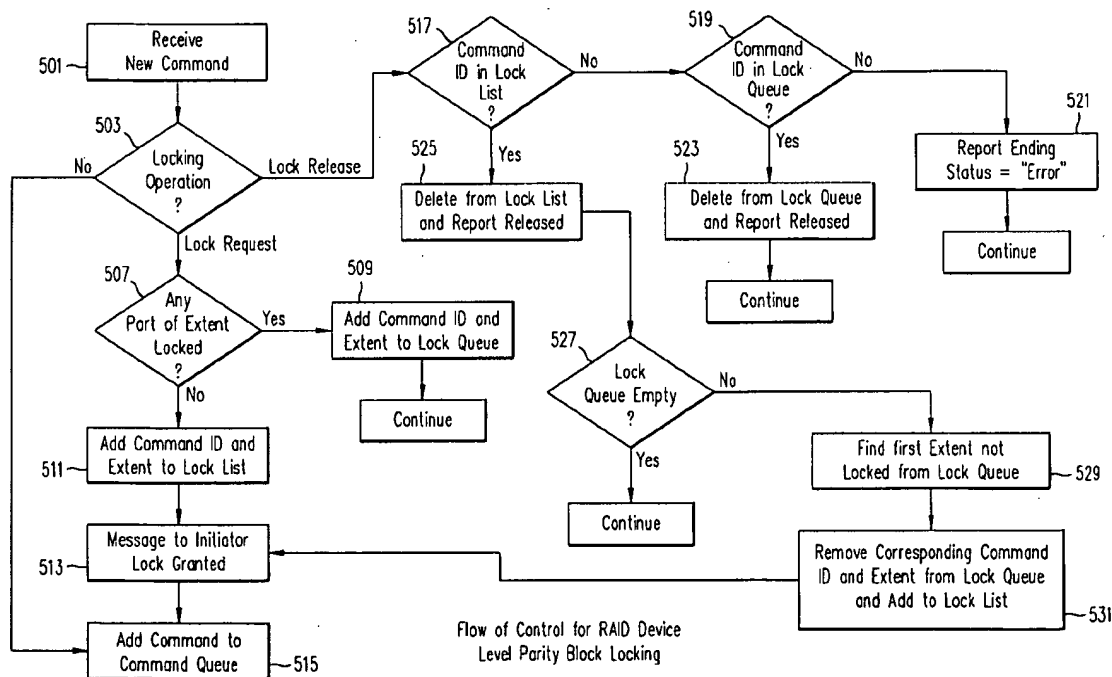 Receive
New Command
501
503
Locking
Operation
?
No
Lock Release
Lock Request
507
Any
Part of Extent
Locked
?
Yes
No
509
Add Command ID and
Extent to Lock Queue
Continue
Add Command ID and
Extent to Lock List
511
Message to Initiator
Lock Granted
513
Add Command to
Command Queue
515
517
Command
ID in Lock
List
?
No
Yes
519
Command
ID in Lock
Queue
?
No
Yes
521
Report Ending
Status = "Error"
Continue
525
Delete from Lock List
and Report Released
523
Delete from Lock Queue
and Report Released
Continue
527
Lock
Queue Empty
?
No
Yes
Continue
Find first Extent not
Locked from Lock Queue
529
Remove Corresponding Command
ID and Extent from Lock Queue
and Add to Lock List
531
Flow of Control for RAID Device
Level Parity Block Locking